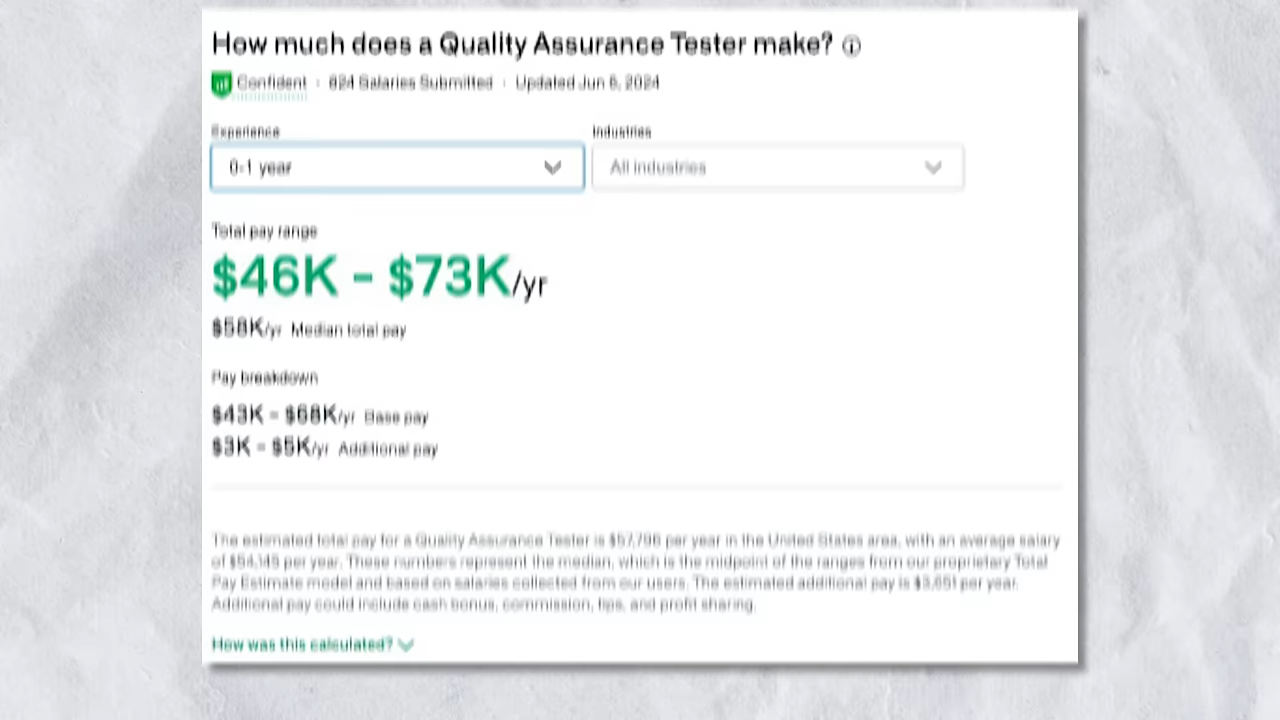 How much does a Quality Assurance Tester make?
Confident · 824 Salaries Submitted · Updated Jun 6, 2024
Experience
Industries
0-1 year
All industries
Total pay range
$46K – $73K/yr
$58K/yr Median total pay
Pay breakdown
$43K – $68K/yr Base pay
$3K – $5K/yr Additional pay
The estimated total pay for a Quality Assurance Tester is $57,796 per year in the United States area, with an average salary
of $54,145 per year. These numbers represent the median, which is the midpoint of the ranges from our proprietary Total
Pay Estimate model and based on salaries collected from our users. The estimated additional pay is $3,651 per year.
Additional pay could include cash bonus, commission, tips, and profit sharing.
How was this calculated?